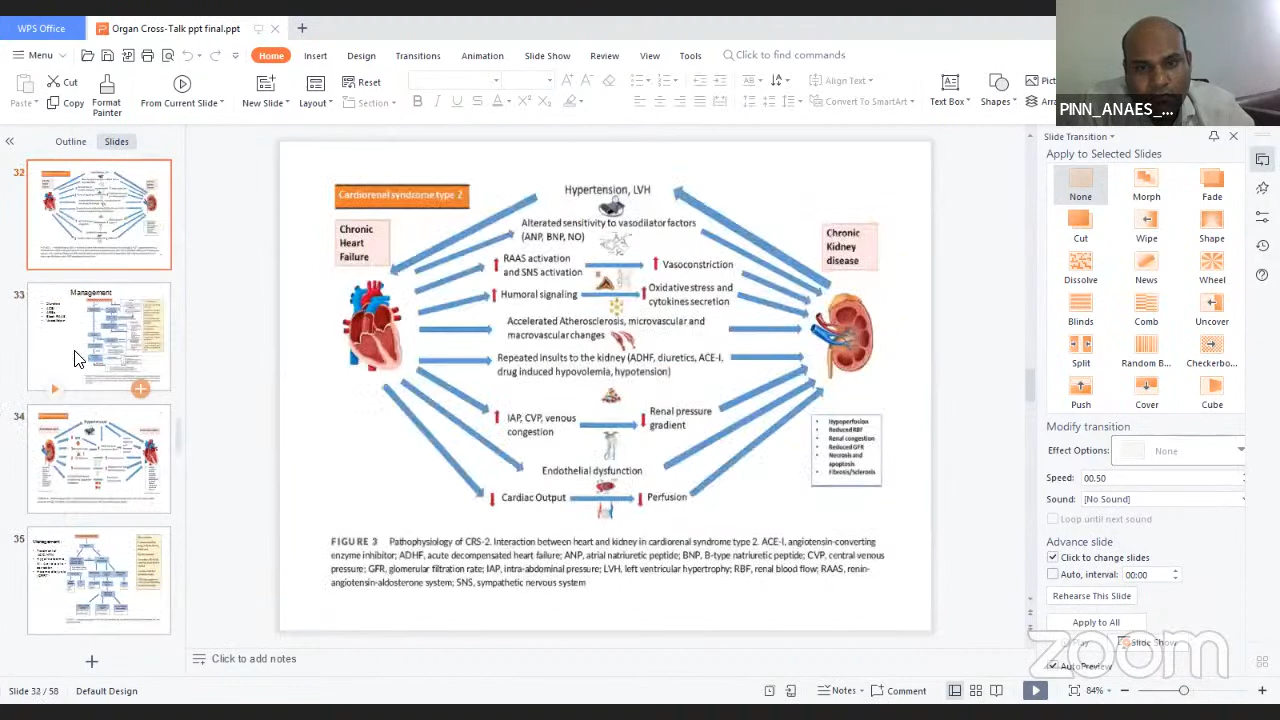 WPS Office
Organ Cross-Talk ppt final.ppt
Menu
Home
Insert
Design
Transitions
Animation
Slide Show
Review
View
Tools
Click to find commands
Paste
Cut
Copy
Format Painter
From Current Slide
New Slide
Layout
Reset
Section
Align Text
Convert To SmartArt
Text Box
Shapes
PINN_ANAES_...
Outline
Slides
32
33
Management
34
35
Cardiorenal syndrome type 2
Hypertension, LVH
Chronic
Heart
Failure
Chronic
Kidney
disease
Altered sensitivity to vasodilator factors
(ANP, BNP, NO)
RAAS activation
and SNS activation
Vasoconstriction
Humoral signaling
Oxidative stress and
cytokines secretion
Accelerated Atherosclerosis, microvascular and
macrovascular changes
Repeated insults to the kidney (ADHF, diuretics, ACE-I,
drug induced hypovolemia, hypotension)
IAP, CVP, venous
congestion
Renal pressure
gradient
Endothelial dysfunction
Cardiac Output
Perfusion
Hypoperfusion
Reduced RBF
Renal congestion
Reduced GFR
Necrosis and
apoptosis
Fibrosis/Sclerosis
FIGURE 3 Pathophysiology of CRS-2. Interaction between heart and kidney in cardiorenal syndrome type 2. ACE-I, angiotensin-converting
enzyme inhibitor; ADHF, acute decompensated heart failure; ANP, atrial natriuretic peptide; BNP, B-type natriuretic peptide; CVP, central venous
pressure; GFR, glomerular filtration rate; IAP, intra-abdominal pressure; LVH, left ventricular hypertrophy; RBF, renal blood flow; RAAS, renin-
angiotensin-aldosterone system; SNS, sympathetic nervous system
Slide Transition
Apply to Selected Slides
None
Morph
Fade
Cut
Wipe
Shape
Dissolve
News
Wheel
Blinds
Comb
Uncover
Split
Random B...
Checkerbo...
Push
Cover
Cube
Modify transition
Effect Options:
None
Speed:
00.50
Sound:
[No Sound]
Loop until next sound
Advance slide
Click to change slides
Auto, interval:
00:00
Rehearse This Slide
Apply to All
Slide Show
AutoPreview
zoom
Click to add notes
Slide 32 / 58
Default Design
Notes
Comment
84%